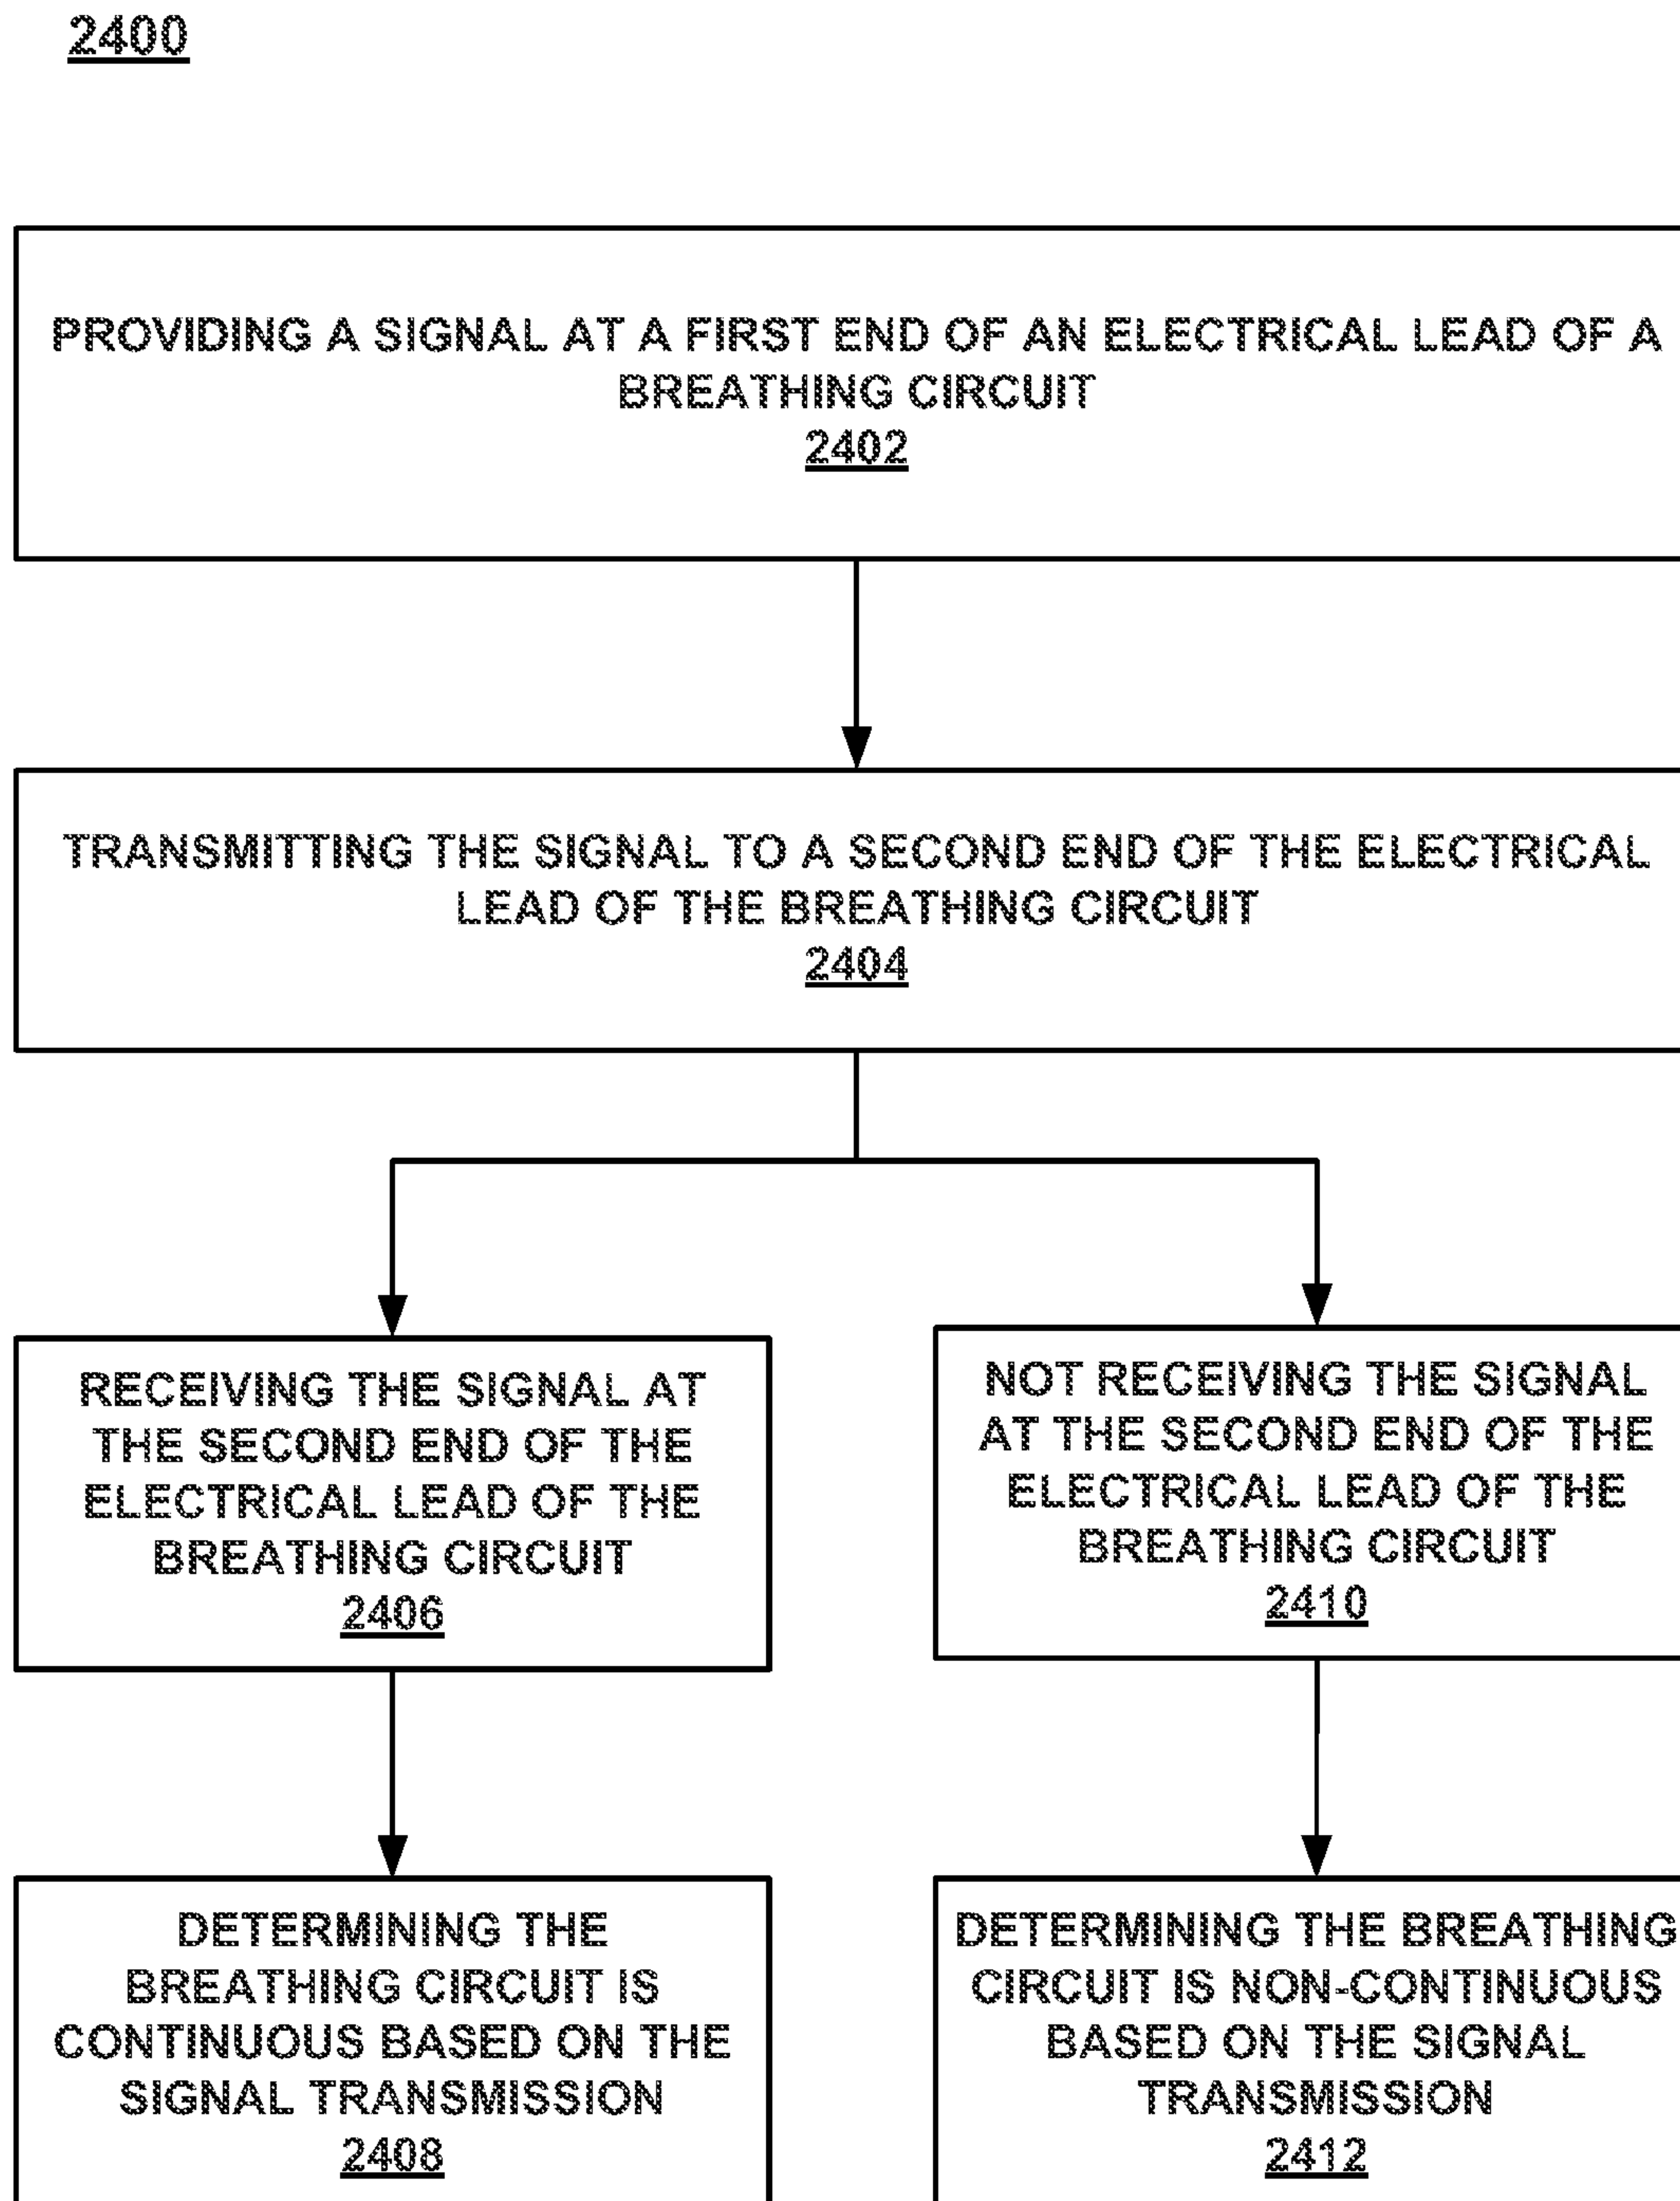 2400
PROVIDING A SIGNAL AT A FIRST END OF AN ELECTRICAL LEAD OF A
BREATHING CIRCUIT
2402
TRANSMITTING THE SIGNAL TO A SECOND END OF THE ELECTRICAL
LEAD OF THE BREATHING CIRCUIT
2404
RECEIVING THE SIGNAL AT
THE SECOND END OF THE
ELECTRICAL LEAD OF THE
BREATHING CIRCUIT
2406
NOT RECEIVING THE SIGNAL
AT THE SECOND END OF THE
ELECTRICAL LEAD OF THE
BREATHING CIRCUIT
2410
DETERMINING THE
BREATHING CIRCUIT IS
CONTINUOUS BASED ON THE
SIGNAL TRANSMISSION
2408
DETERMINING THE BREATHING
CIRCUIT IS NON-CONTINUOUS
BASED ON THE SIGNAL
TRANSMISSION
2412